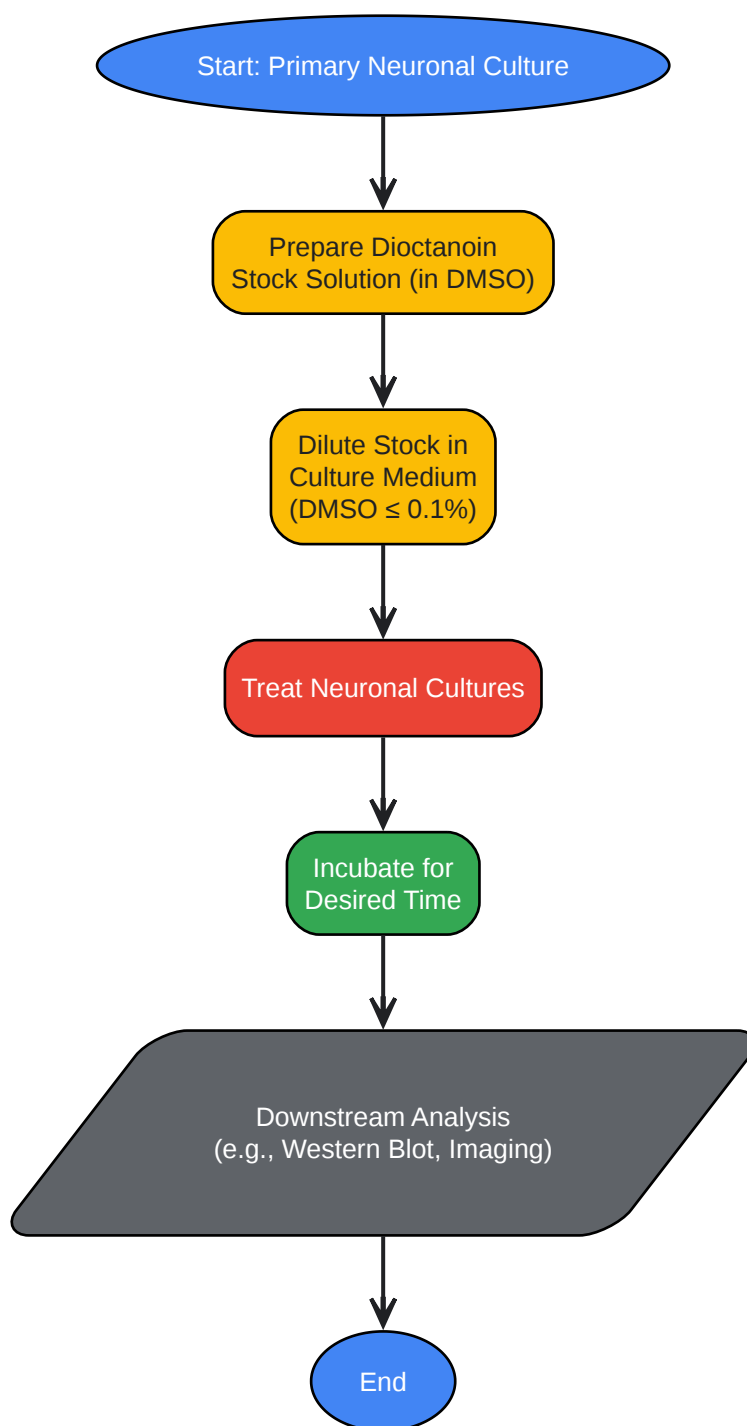 Start: Primary Neuronal Culture
Prepare Dioctanoin
Stock Solution (in DMSO)
Dilute Stock in
Culture Medium
(DMSO ≤ 0.1%)
Treat Neuronal Cultures
Incubate for
Desired Time
Downstream Analysis
(e.g., Western Blot, Imaging)
End